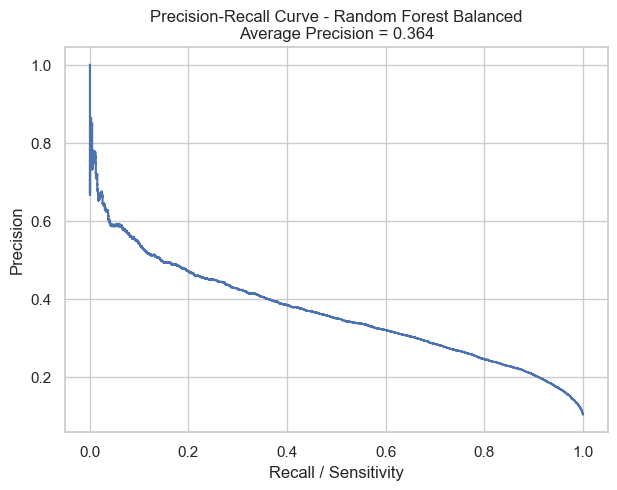 Precision-Recall Curve - Random Forest Balanced
Average Precision = 0.364
1.0
0.8
0.6
0.4
0.2
Precision
0.0 0.2 0.4 0.6 0.8 1.0
Recall / Sensitivity